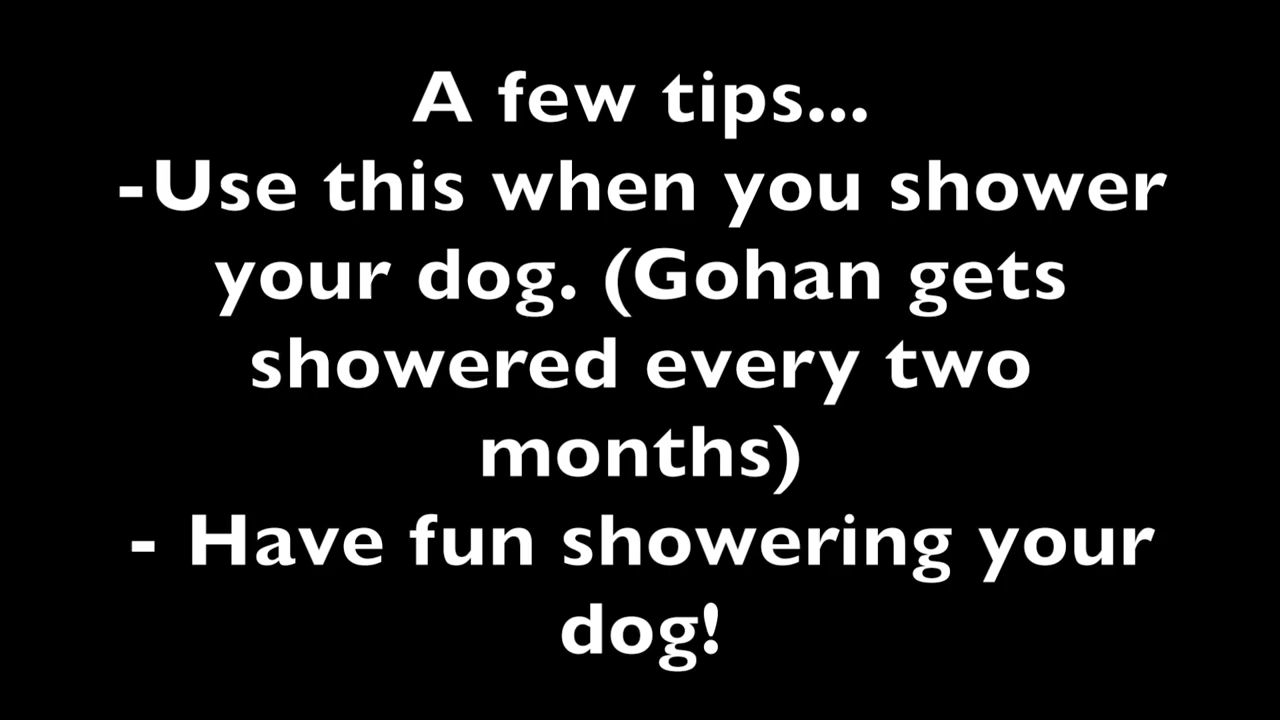 A few tips...
-Use this when you shower
your dog. (Gohan gets
showered every two
months)
- Have fun showering your
dog!